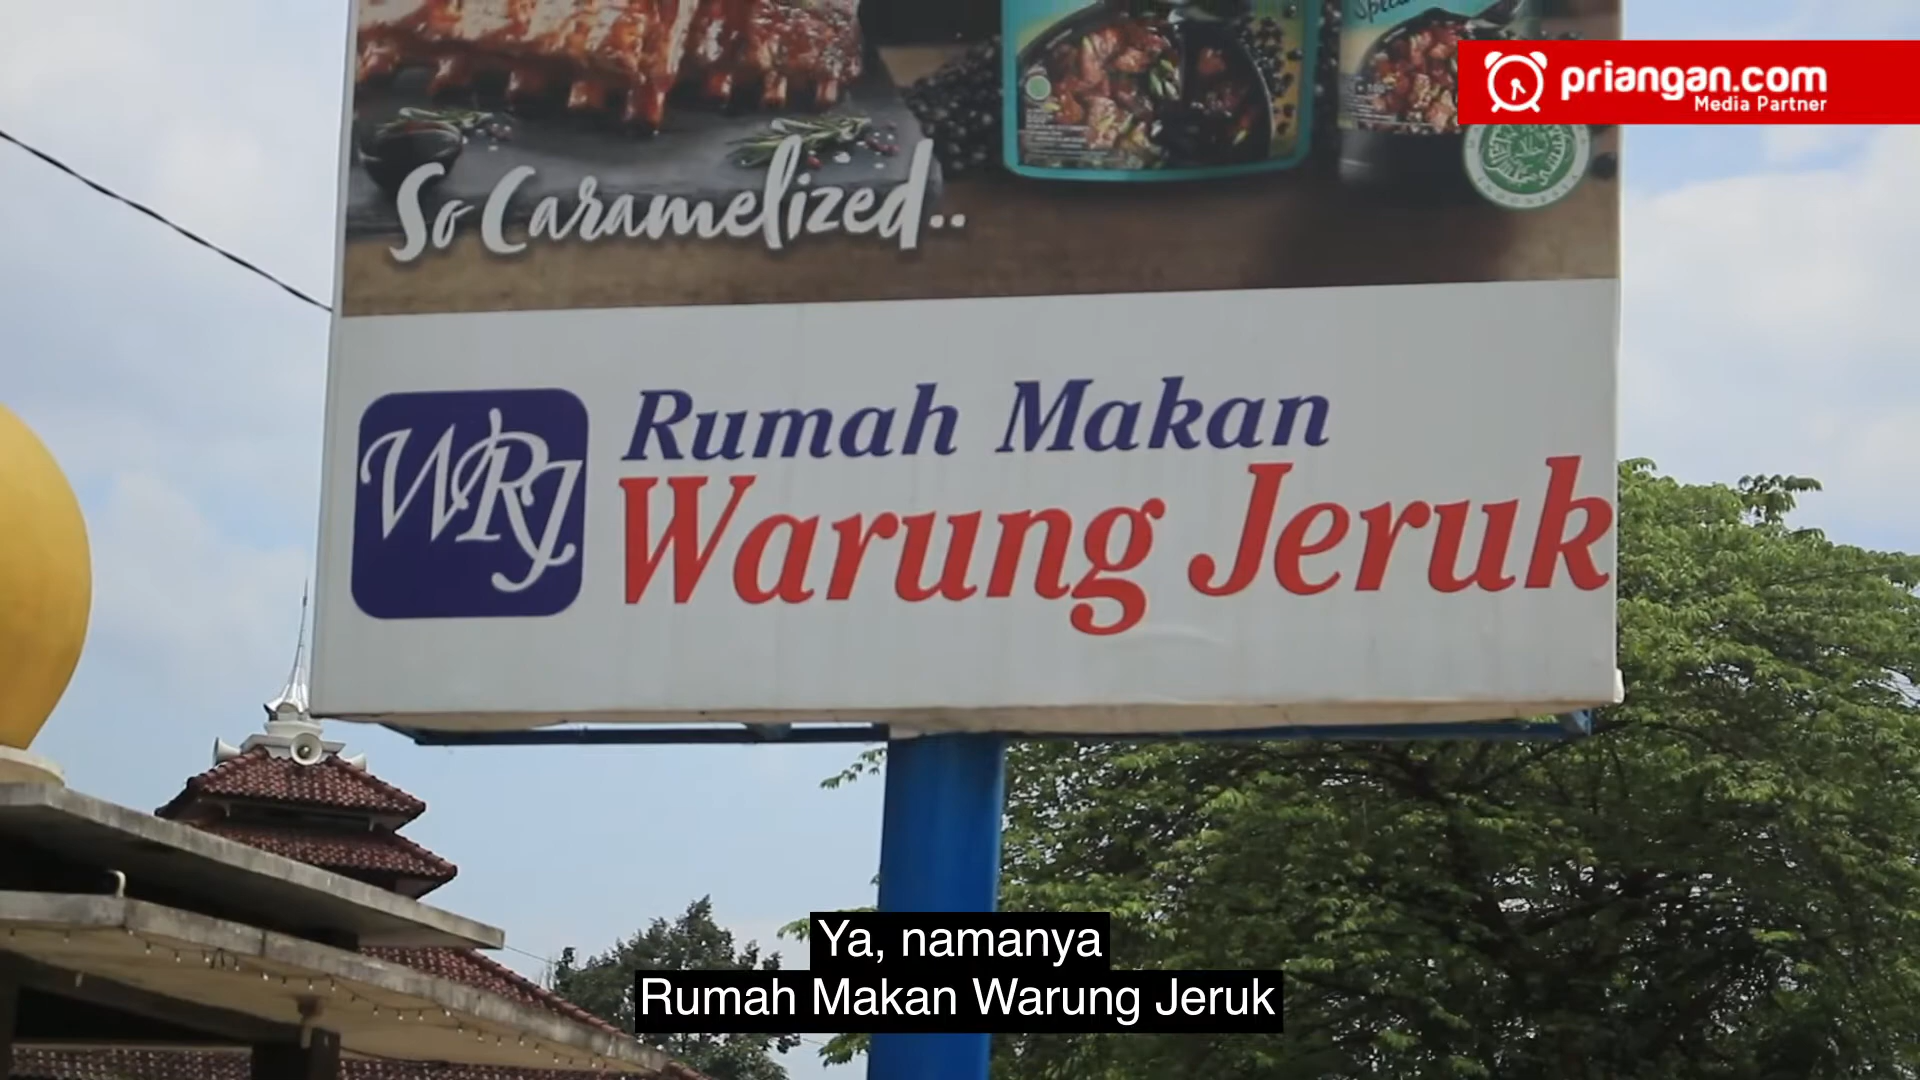 priangan.com
Media Partner
So Caramelized..
WRJ
Rumah Makan
Warung Jeruk
Ya, namanya
Rumah Makan Warung Jeruk